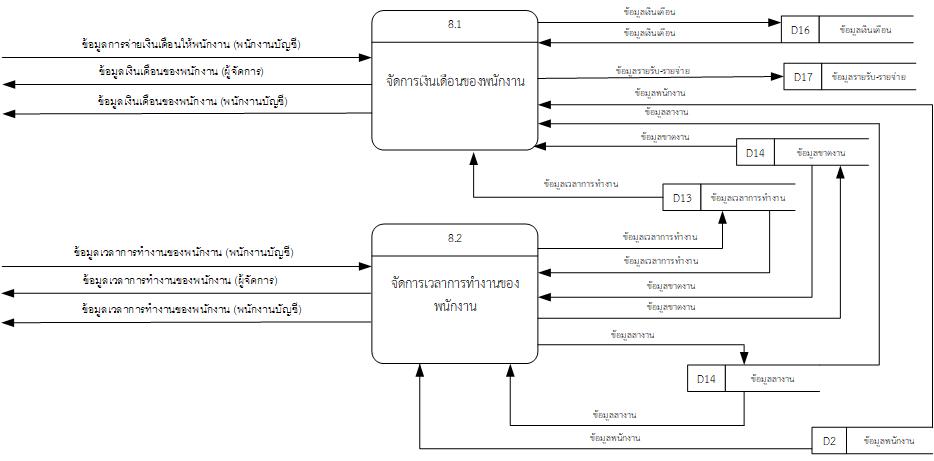 8.1
ข้อมูลเงินเดือน
D16
ข้อมูลเงินเดือน
ข้อมูลเงินเดือน
ข้อมูลการจ่ายเงินเดือนให้พนักงาน (พนักงานบัญชี)
ข้อมูลเงินเดือนของพนักงาน (ผู้จัดการ)
ข้อมูลเงินเดือนของพนักงาน (พนักงานบัญชี)
จัดการเงินเดือนของพนักงาน
ข้อมูลรายรับ-รายจ่าย
D17
ข้อมูลรายรับ-รายจ่าย
ข้อมูลพนักงาน
ข้อมูลลางาน
ข้อมูลขาดงาน
D14
ข้อมูลขาดงาน
ข้อมูลเวลาการทำงาน
D13
ข้อมูลเวลาการทำงาน
8.2
ข้อมูลเวลาการทำงาน
ข้อมูลเวลาการทำงานของพนักงาน (พนักงานบัญชี)
ข้อมูลเวลาการทำงานของพนักงาน (ผู้จัดการ)
ข้อมูลเวลาการทำงานของพนักงาน (พนักงานบัญชี)
จัดการเวลาการทำงานของ
พนักงาน
ข้อมูลเวลาการทำงาน
ข้อมูลขาดงาน
ข้อมูลขาดงาน
ข้อมูลลางาน
D14
ข้อมูลลางาน
ข้อมูลลางาน
ข้อมูลพนักงาน
D2
ข้อมูลพนักงาน